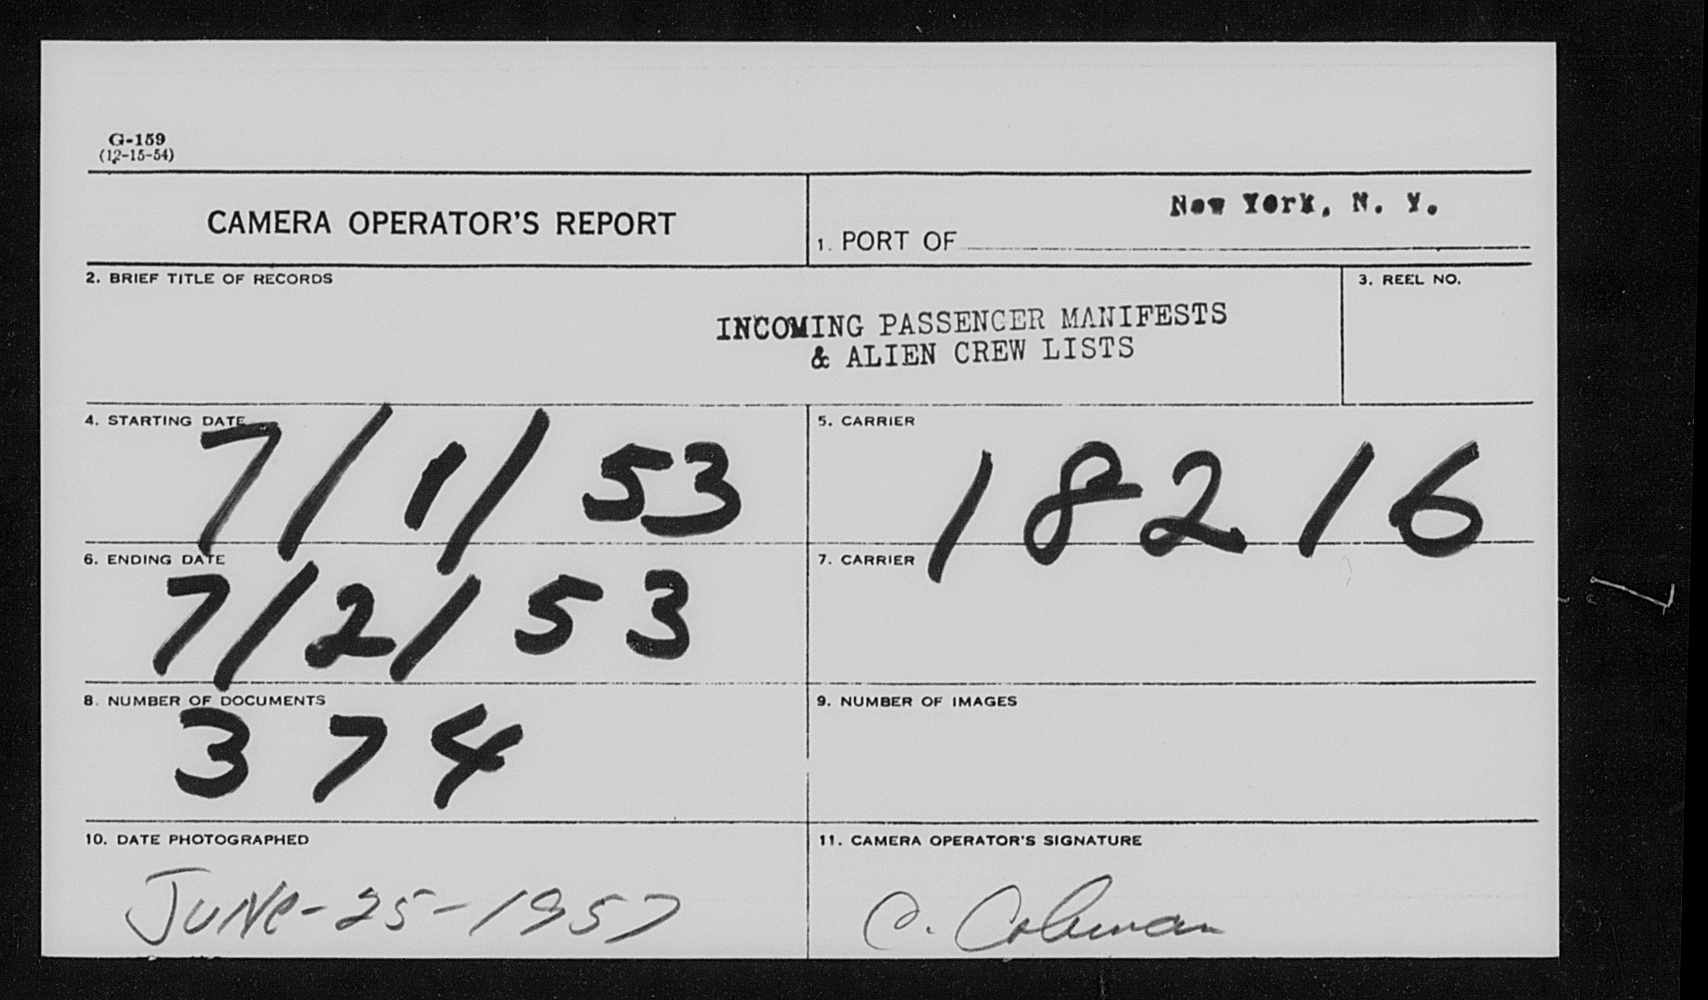 G-159
(12-15-54)
CAMERA OPERATOR'S REPORT
1. PORT OF New York, N. Y.
2. BRIEF TITLE OF RECORDS
INCOMING PASSENGER MANIFESTS
& ALIEN CREW LISTS
3. REEL NO.
4. STARTING DATE
7/1/53
5. CARRIER
18216
6. ENDING DATE
7/2/53
7. CARRIER
8. NUMBER OF DOCUMENTS
374
9. NUMBER OF IMAGES
10. DATE PHOTOGRAPHED
JUNe-25-1957
11. CAMERA OPERATOR'S SIGNATURE
C. Coleman